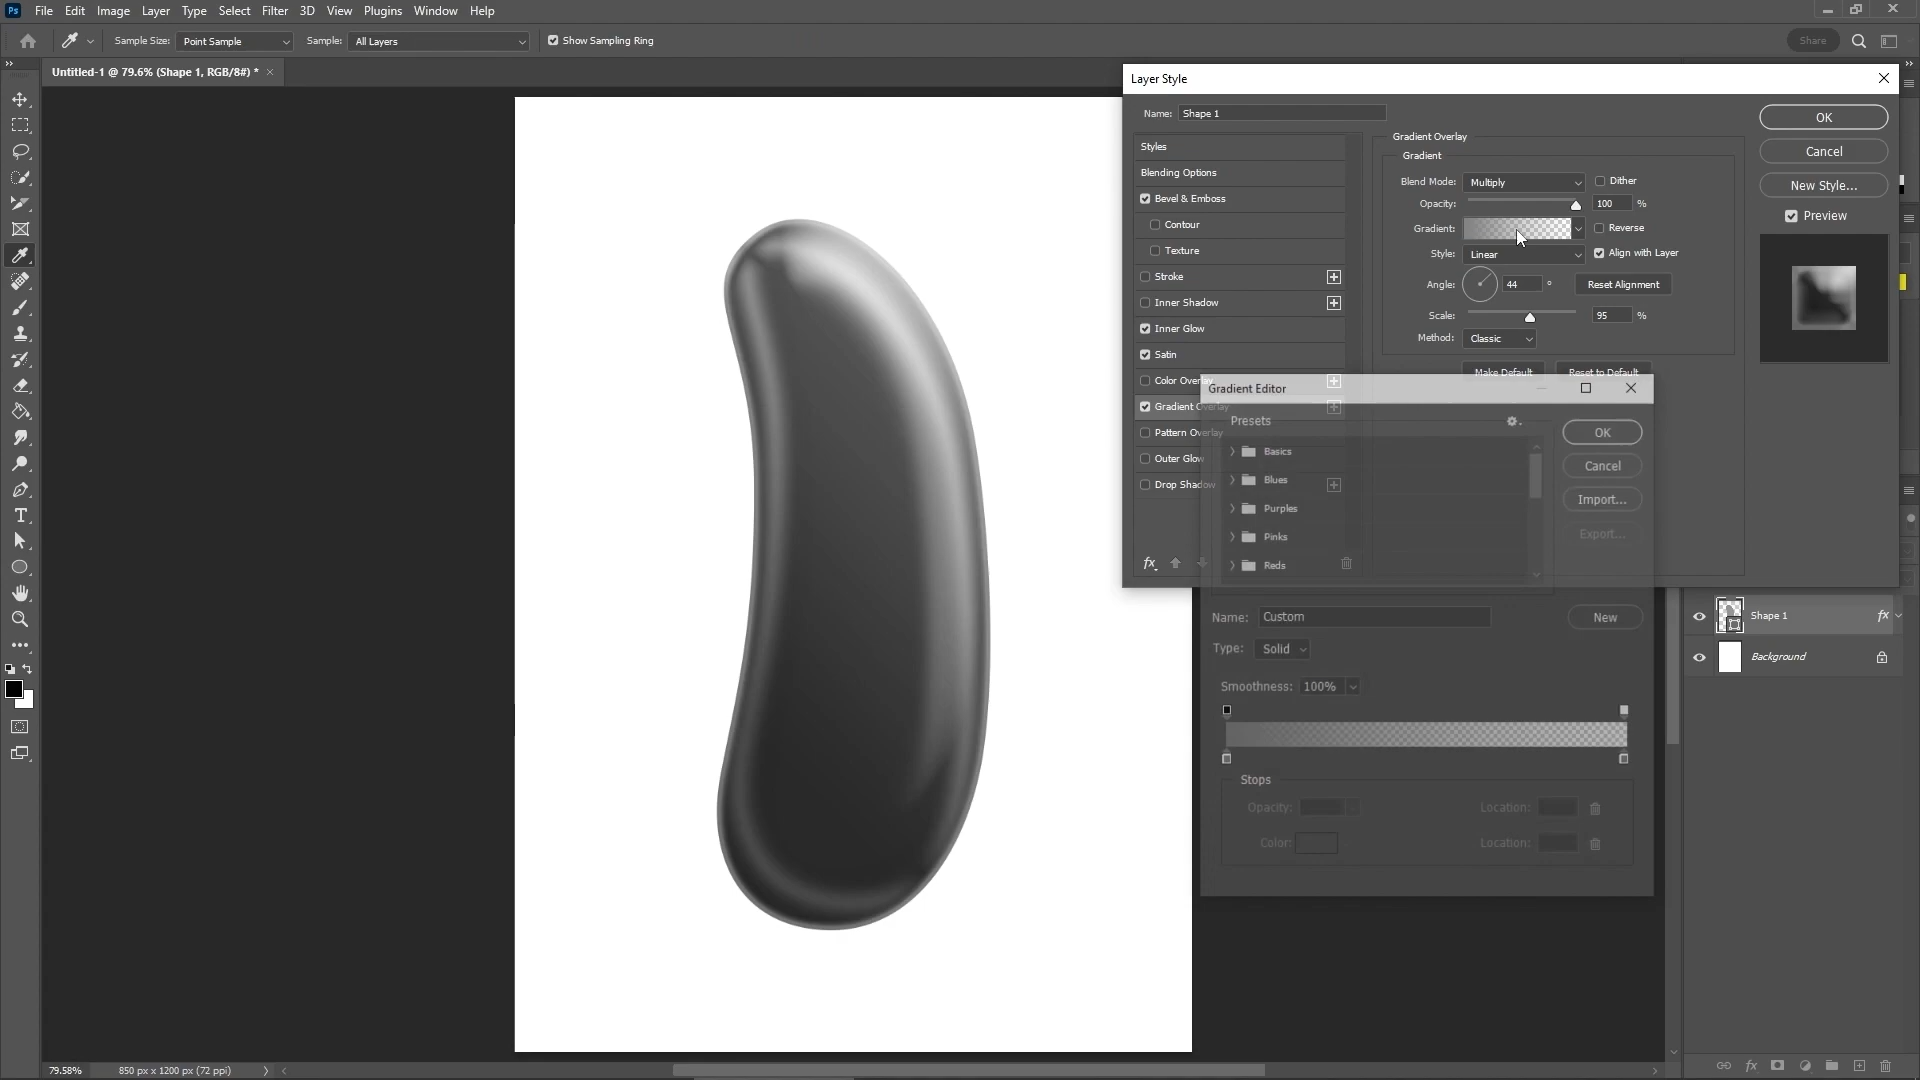 Ps File Edit Image Layer Type Select Filter 3D View Plugins Window Help
Sample Size: Point Sample Sample: All Layers Show Sampling Ring Share
Untitled-1 @ 79.6% (Shape 1, RGB/8#) * ×
Layer Style
Name: Shape 1
Styles
Blending Options
Bevel & Emboss
Contour
Texture
Stroke
Inner Shadow
Inner Glow
Satin
Color Overlay
Gradient Overlay
Pattern Overlay
Outer Glow
Drop Shadow
fx
Gradient Overlay
Gradient
Blend Mode: Multiply Dither
Opacity: 100 %
Gradient: Reverse
Style: Linear Align with Layer
Angle: 44 ° Reset Alignment
Scale: 95 %
Method: Classic
Make Default Reset to Default
OK
Cancel
New Style...
Preview
Gradient Editor
Presets
Basics
Blues
Purples
Pinks
Reds
OK
Cancel
Import...
Export...
Name: Custom New
Type: Solid
Smoothness: 100%
Stops
Opacity: Location:
Color: Location:
Shape 1 fx
Background
79.58% 850 px x 1200 px (72 ppi)
fx